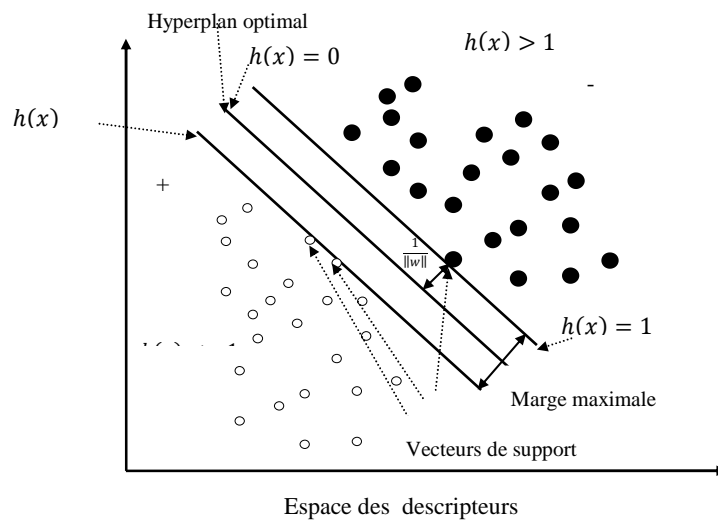 Hyperplan optimal
h(x) = 0
h(x) > 1
-
h(x)
+
1
‖w‖
h(x) = 1
Marge maximale
Vecteurs de support
Espace des descripteurs